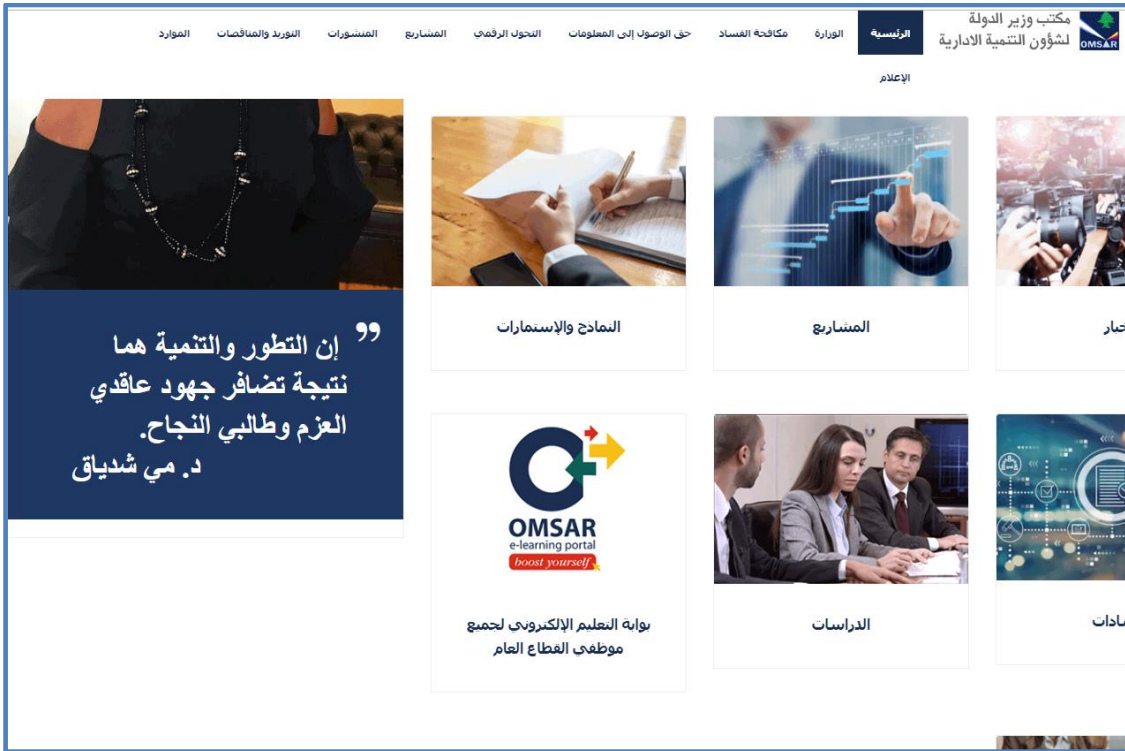 مكتب وزير الدولة
لشؤون التنمية الادارية
OMSAR
الرئيسية الوزارة مكافحة الفساد حق الوصول إلى المعلومات التحول الرقمي المشاريع المنشورات التوريد والمناقصات الموارد
الإعلام
المشاريع
النماذج والإستمارات
” إن التطور والتنمية هما
نتيجة تضافر جهود عاقدي
العزم وطالبي النجاح.
د. مي شدياق
OMSAR
e-learning portal
boost yourself
الدراسات
بوابة التعليم الإلكتروني لجميع
موظفي القطاع العام